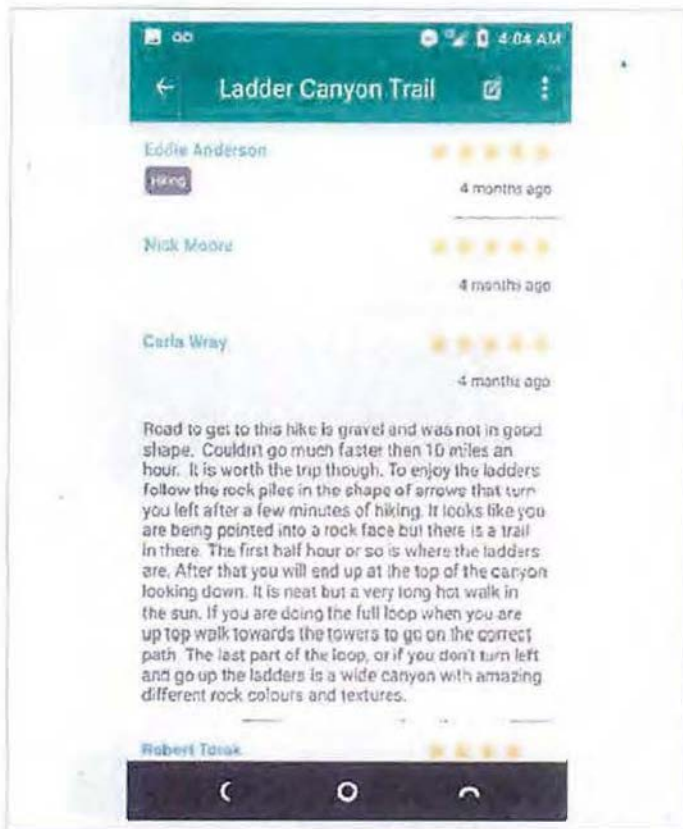 4:04 AM
Ladder Canyon Trail
Eddie Anderson
Hiking
4 months ago
Nick Moore
4 months ago
Carla Wray
4 months ago
Road to get to this hike is gravel and was not in good
shape. Couldnt go much faster then 10 miles an
hour. It is worth the trip though. To enjoy the ladders
follow the rock piles in the shape of arrows that turn
you left after a few minutes of hiking. It looks like you
are being pointed into a rock face but there is a trail
in there. The first half hour or so is where the ladders
are. After that you will end up at the top of the canyon
looking down. It is neat but a very long hot walk in
the sun. If you are doing the full loop when you are
up top walk towards the towers to go on the correct
path. The last part of the loop, or if you don't turn left
and go up the ladders is a wide canyon with amazing
different rock colours and textures.
Robert